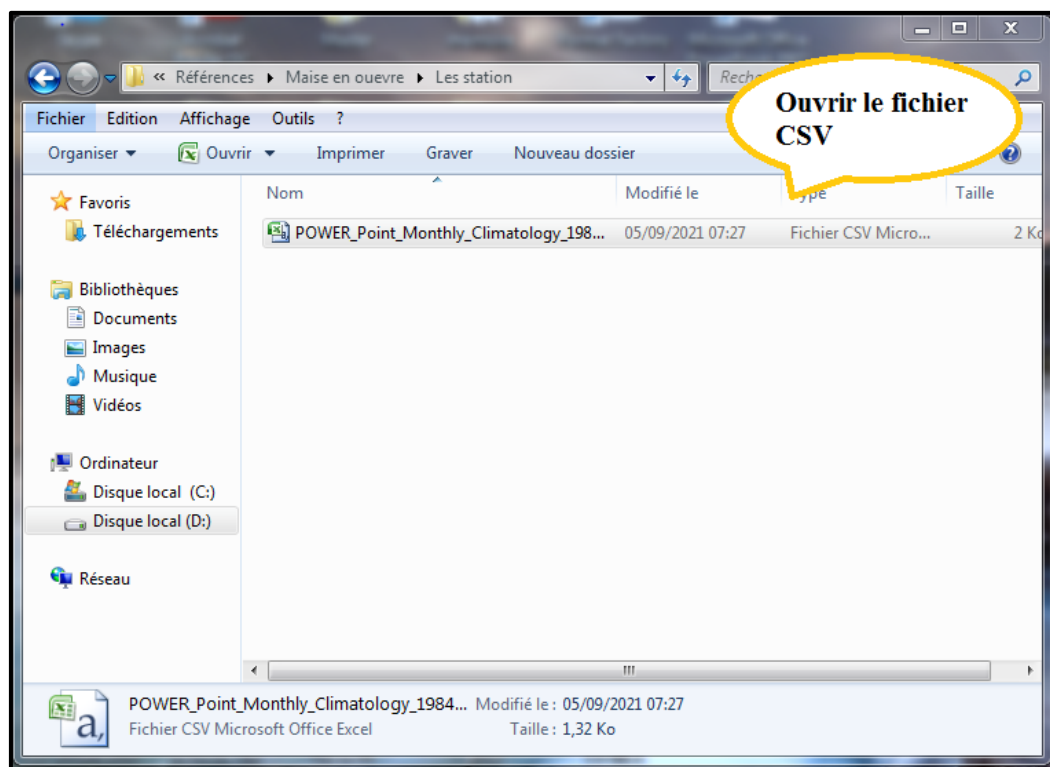 X
« Références ▸ Maise en ouevre ▸ Les station
Ouvrir le fichier
CSV
Fichier Edition Affichage Outils ?
Organiser Ouvrir Imprimer Graver Nouveau dossier
Nom Modifié le Taille
POWER_Point_Monthly_Climatology_198... 05/09/2021 07:27 Fichier CSV Micro... 2 Ko
Favoris
Téléchargements
Bibliothèques
Documents
Images
Musique
Vidéos
Ordinateur
Disque local (C:)
Disque local (D:)
Réseau
POWER_Point_Monthly_Climatology_1984... Modifié le : 05/09/2021 07:27
Fichier CSV Microsoft Office Excel Taille : 1,32 Ko